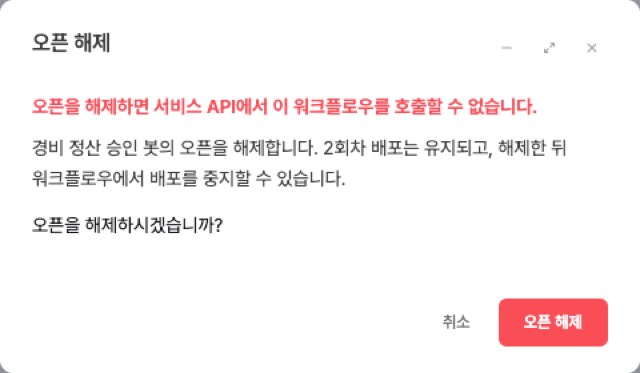 오픈 해제
오픈을 해제하면 서비스 API에서 이 워크플로우를 호출할 수 없습니다.
경비 정산 승인 봇의 오픈을 해제합니다. 2회차 배포는 유지되고, 해제한 뒤
워크플로우에서 배포를 중지할 수 있습니다.
오픈을 해제하시겠습니까?
취소
오픈 해제